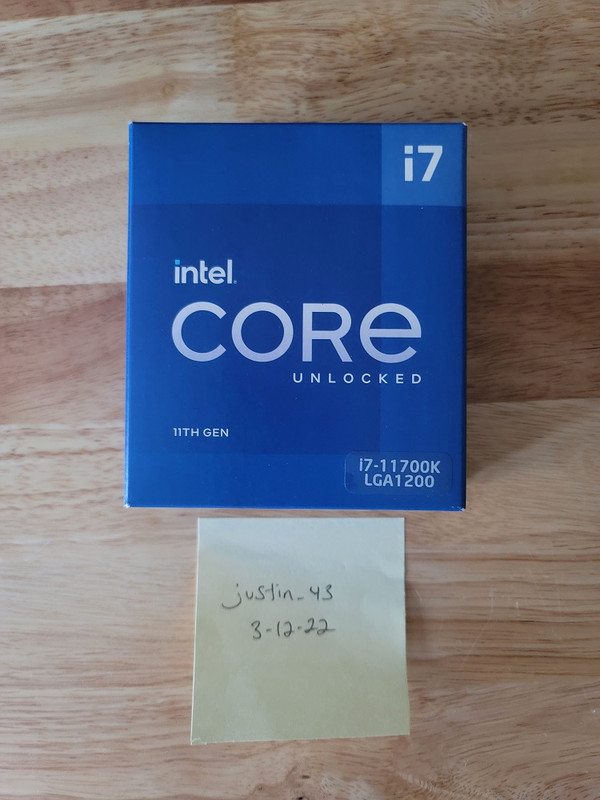 i7
intel.
CORe
UNLOCKED
11TH GEN
i7-11700K
LGA1200
justin_43
3-12-22